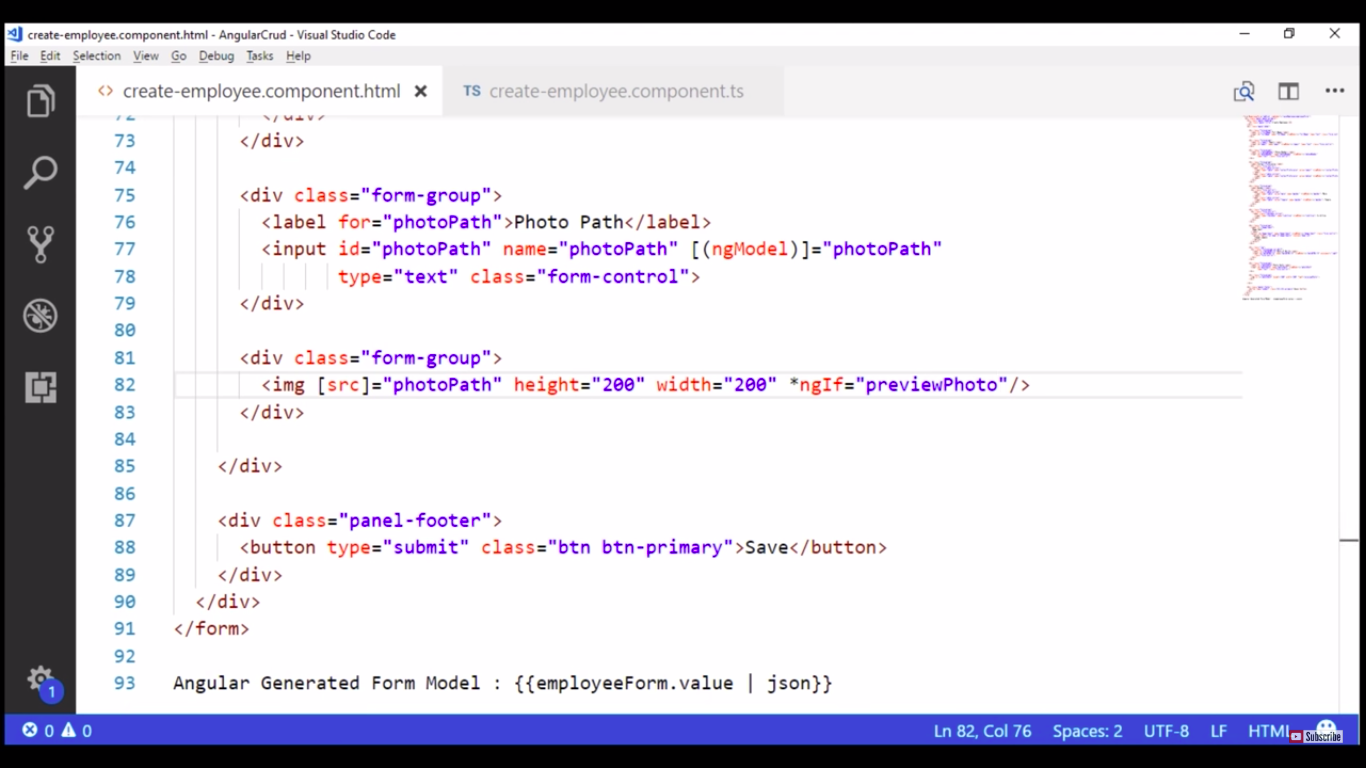 create-employee.component.html - AngularCrud - Visual Studio Code
File Edit Selection View Go Debug Tasks Help
<> create-employee.component.html TS create-employee.component.ts
72 </div>
73 </div>
74
75 <div class="form-group">
76 <label for="photoPath">Photo Path</label>
77 <input id="photoPath" name="photoPath" [(ngModel)]="photoPath"
78 type="text" class="form-control">
79 </div>
80
81 <div class="form-group">
82 <img [src]="photoPath" height="200" width="200" *ngIf="previewPhoto"/>
83 </div>
84
85 </div>
86
87 <div class="panel-footer">
88 <button type="submit" class="btn btn-primary">Save</button>
89 </div>
90 </div>
91 </form>
92
93 Angular Generated Form Model : {{employeeForm.value | json}}
1
0 0 Ln 82, Col 76 Spaces: 2 UTF-8 LF HTML
Subscribe